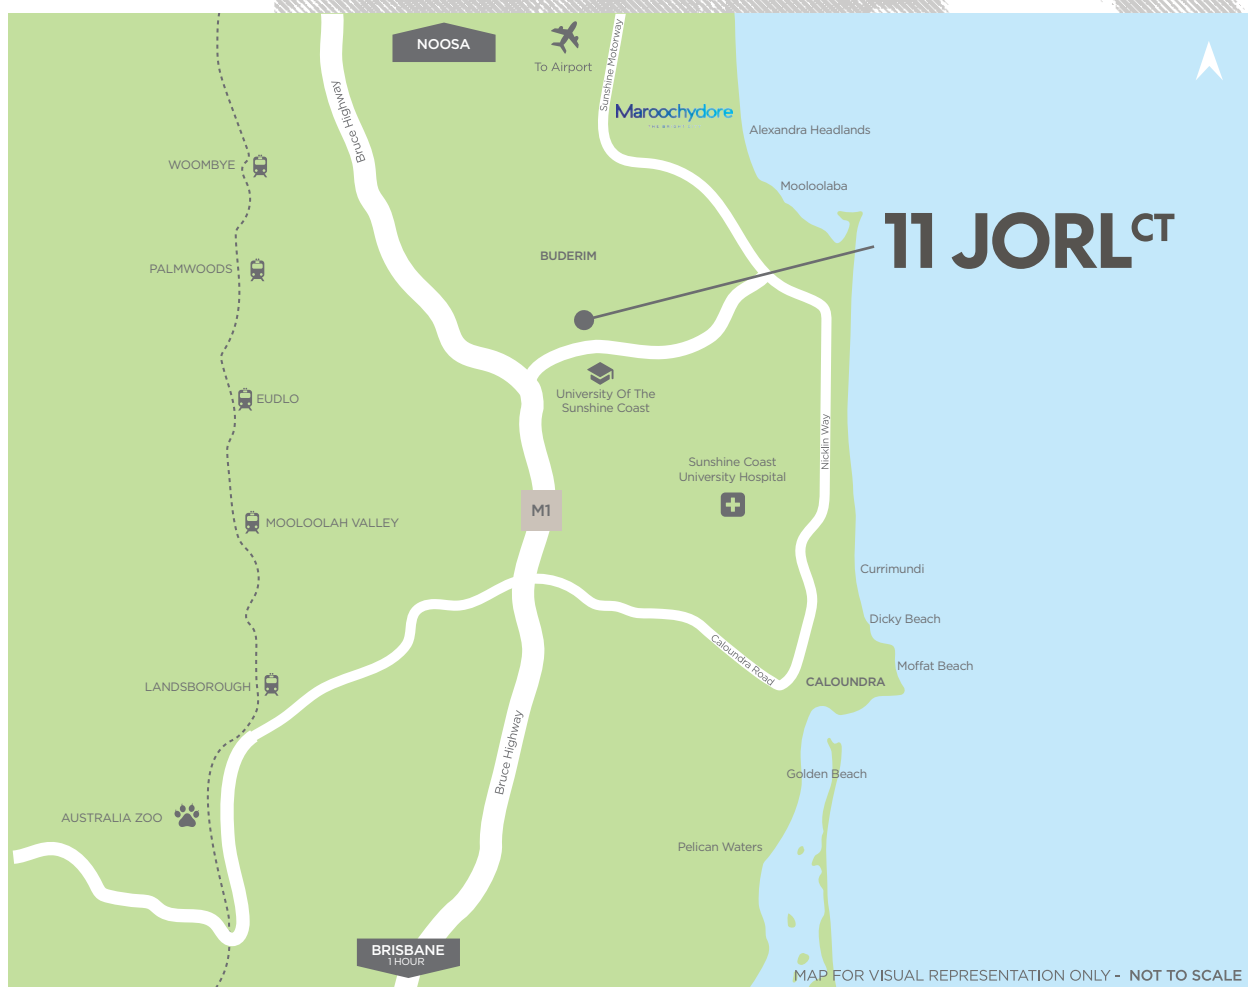 NOOSA
To Airport
Sunshine Motorway
Bruce Highway
Maroochydore
Alexandra Headlands
WOOMBYE
Mooloolaba
11 JORL CT
BUDERIM
PALMWOODS
University Of The
Sunshine Coast
EUDLO
Nicklin Way
Sunshine Coast
University Hospital
M1
MOOLOOLAH VALLEY
Currimundi
Dicky Beach
Caloundra Road
Moffat Beach
CALOUNDRA
LANDSBOROUGH
Bruce Highway
Golden Beach
AUSTRALIA ZOO
Pelican Waters
BRISBANE
1 HOUR
MAP FOR VISUAL REPRESENTATION ONLY - NOT TO SCALE